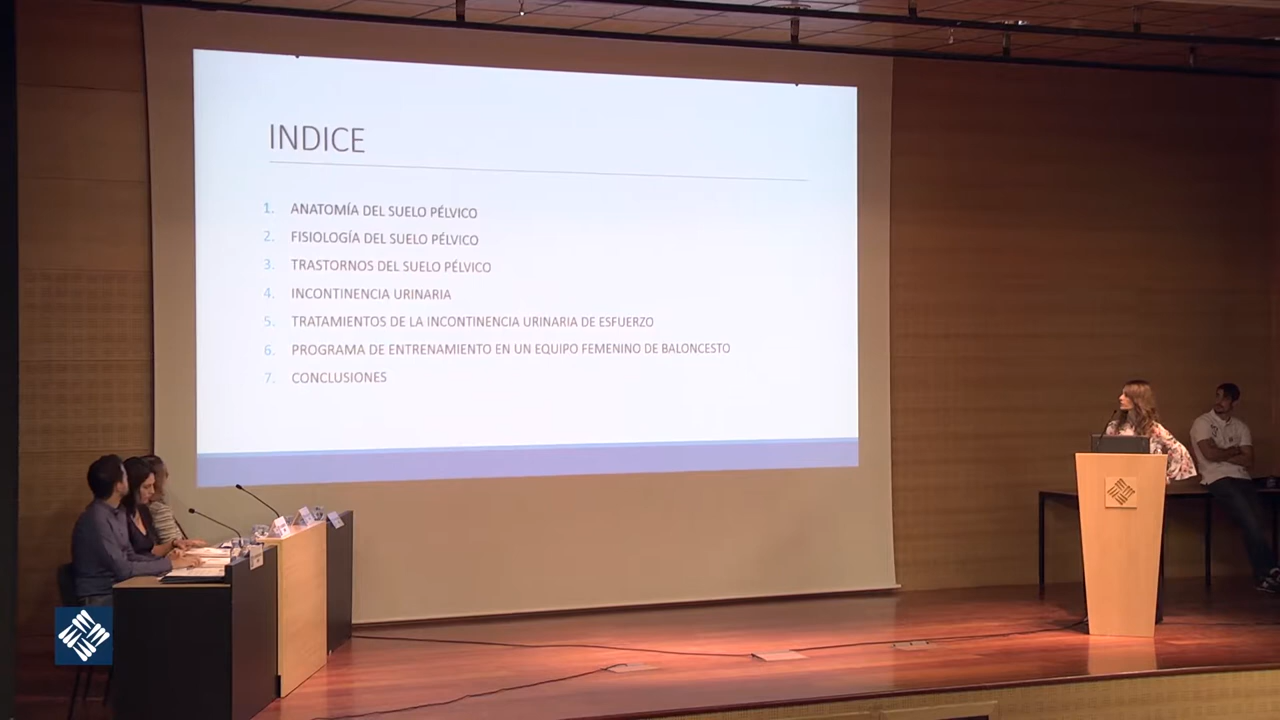 INDICE
1. ANATOMÍA DEL SUELO PÉLVICO
2. FISIOLOGÍA DEL SUELO PÉLVICO
3. TRASTORNOS DEL SUELO PÉLVICO
4. INCONTINENCIA URINARIA
5. TRATAMIENTOS DE LA INCONTINENCIA URINARIA DE ESFUERZO
6. PROGRAMA DE ENTRENAMIENTO EN UN EQUIPO FEMENINO DE BALONCESTO
7. CONCLUSIONES